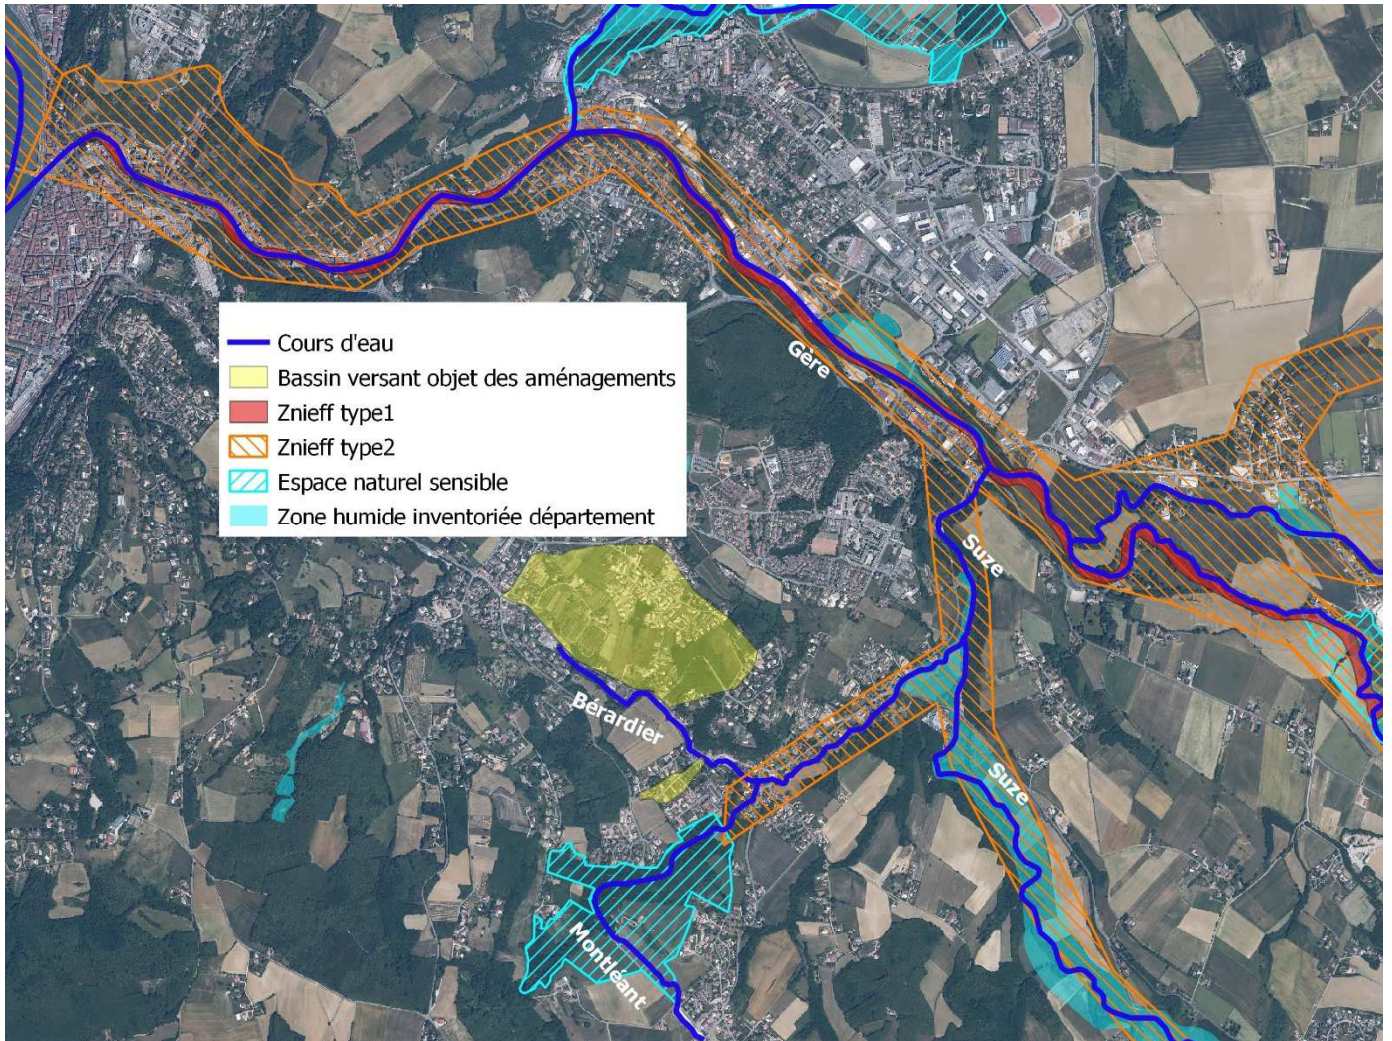 Cours d'eau
Bassin versant objet des aménagements
Znieff type1
Znieff type2
Espace naturel sensible
Zone humide inventoriée département
Gère
Suze
Bérardier
Suze
Montléant